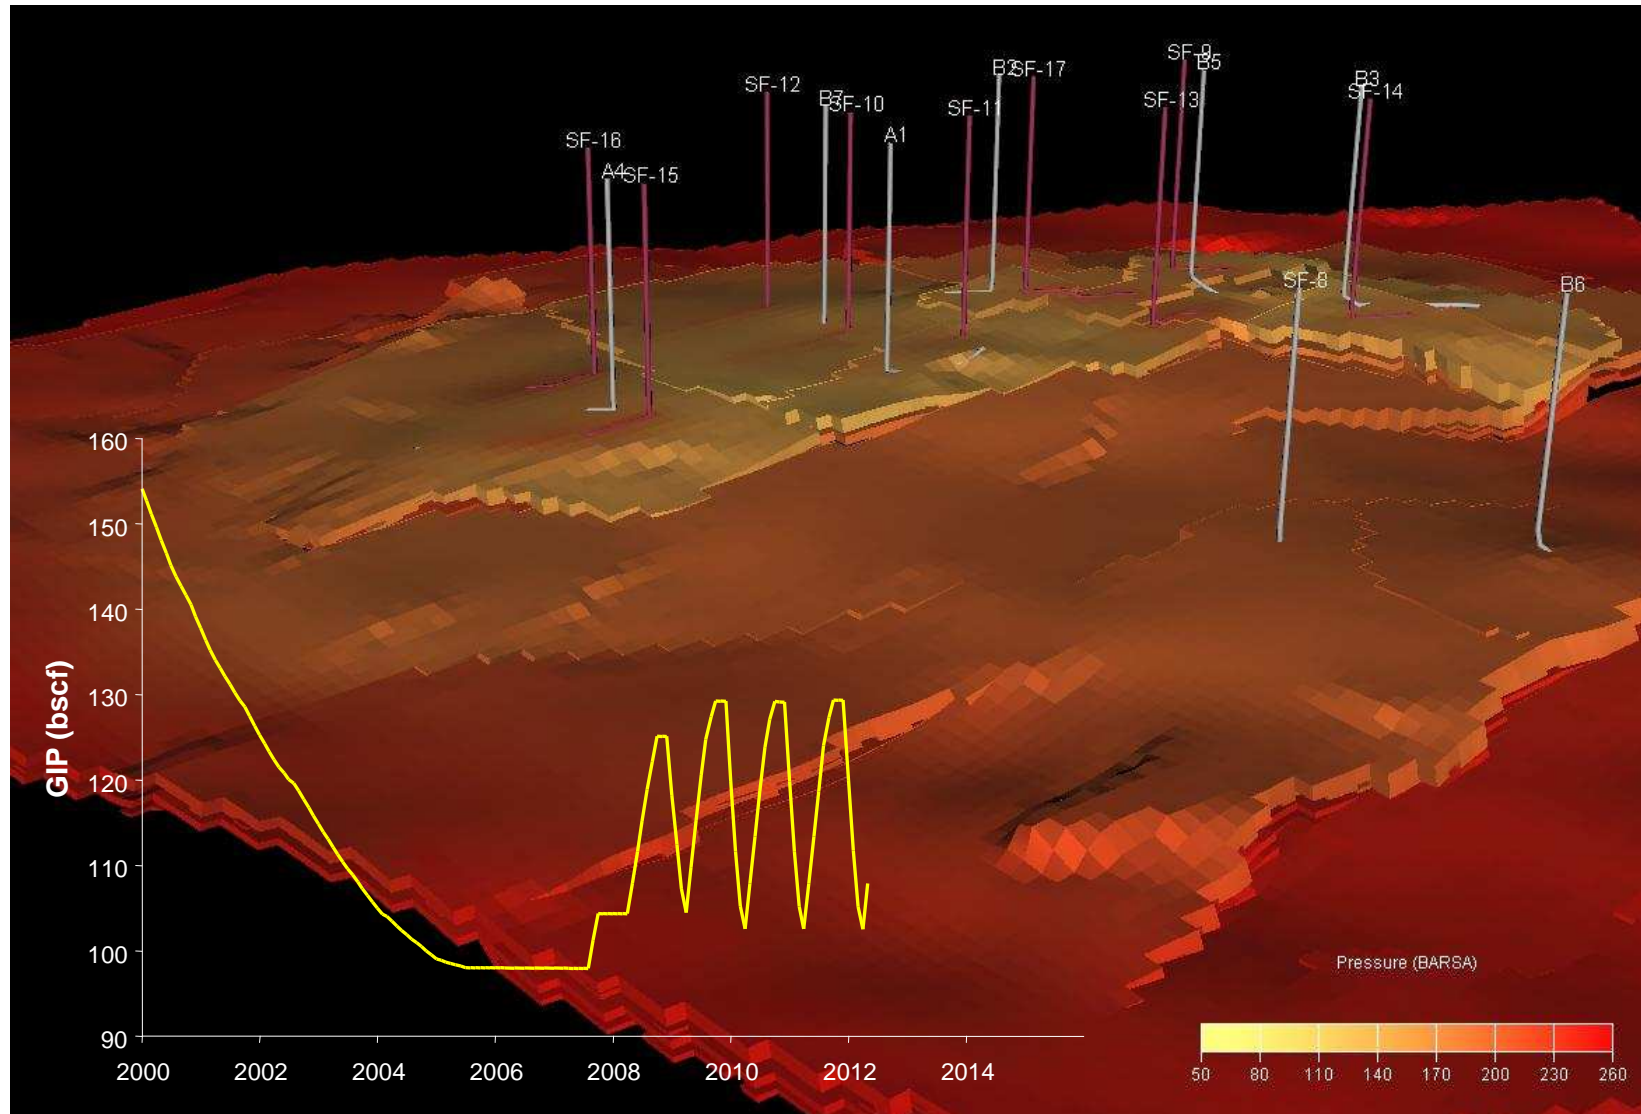 SF-9
B5
B2
SF-17
B3
SF-14
SF-12
B7
SF-10
SF-11
SF-13
A1
SF-16
A4
SF-15
SF-8
B6
160
150
140
130
120
110
100
90
GIP (bscf)
2000 2002 2004 2006 2008 2010 2012 2014
Pressure (BARSA)
50 80 110 140 170 200 230 260